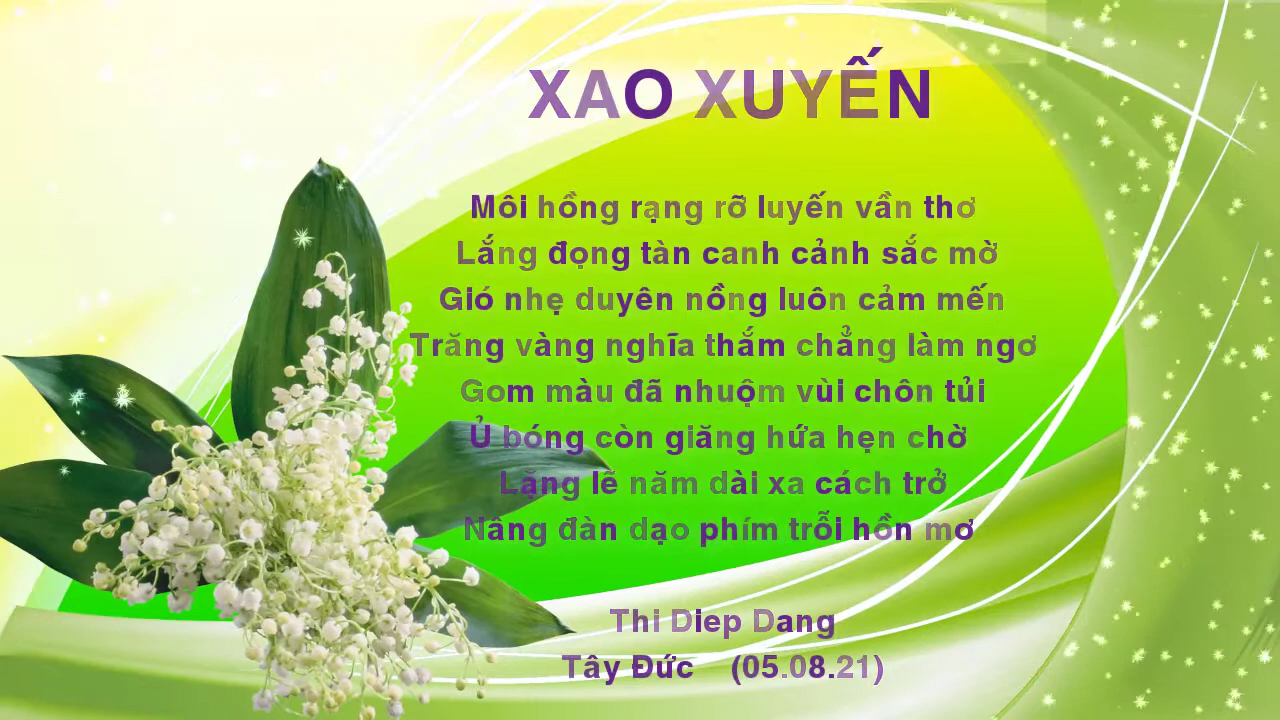 XAO XUYẾN
Môi hồng rạng rỡ luyến vần thơ
Lắng đọng tàn canh cảnh sắc mờ
Gió nhẹ duyên nồng luôn cảm mến
Trăng vàng nghĩa thắm chẳng làm ngơ
Gom màu đã nhuộm vùi chôn tủi
Ủ bóng còn giăng hứa hẹn chờ
Lặng lẽ năm dài xa cách trở
Nâng đàn dạo phím trỗi hồn mơ
Thi Diep Dang
Tây Đức (05.08.21)